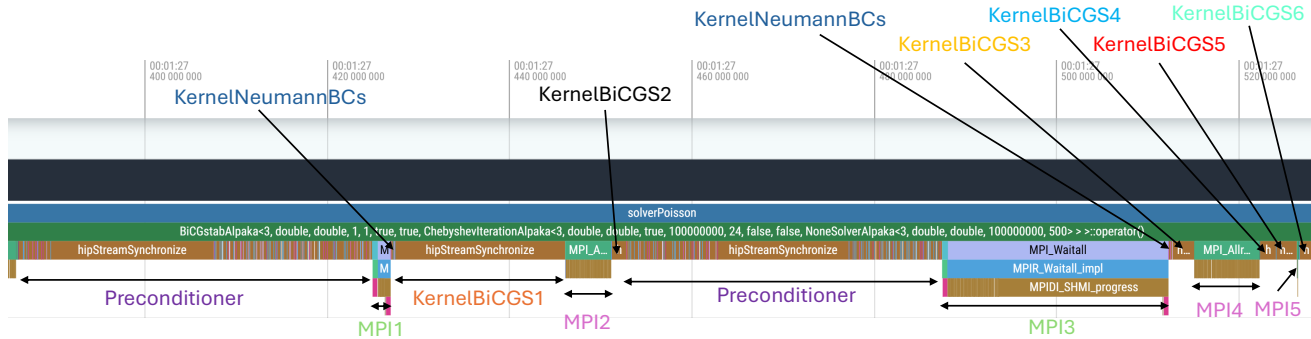 KernelBiCGS4
KernelBiCGS6
KernelNeumannBCs
KernelBiCGS3
KernelBiCGS5
00:01:27
400 000 000
00:01:27
420 000 000
00:01:27
440 000 000
00:01:27
460 000 000
00:01:27
00:01:27
500 000 000
00:01:27
520 000 000
KernelNeumannBCs
KernelBiCGS2
solverPoisson
BiCGstabAlpaka<3, double, double, 1, 1, true, true, ChebyshevIterationAlpaka<3, double, double, true, 100000000, 24, false, false, NoneSolverAlpaka<3, double, double, 100000000, 500> > >::operator()
hipStreamSynchronize
M
hipStreamSynchronize
MPI_A...
hipStreamSynchronize
MPI_Waitall
h...
MPI_Allr...
h
h...
M
MPIR_Waitall_impl
MPIDI_SHMI_progress
Preconditioner
KernelBiCGS1
Preconditioner
MPI1
MPI2
MPI3
MPI4
MPI5